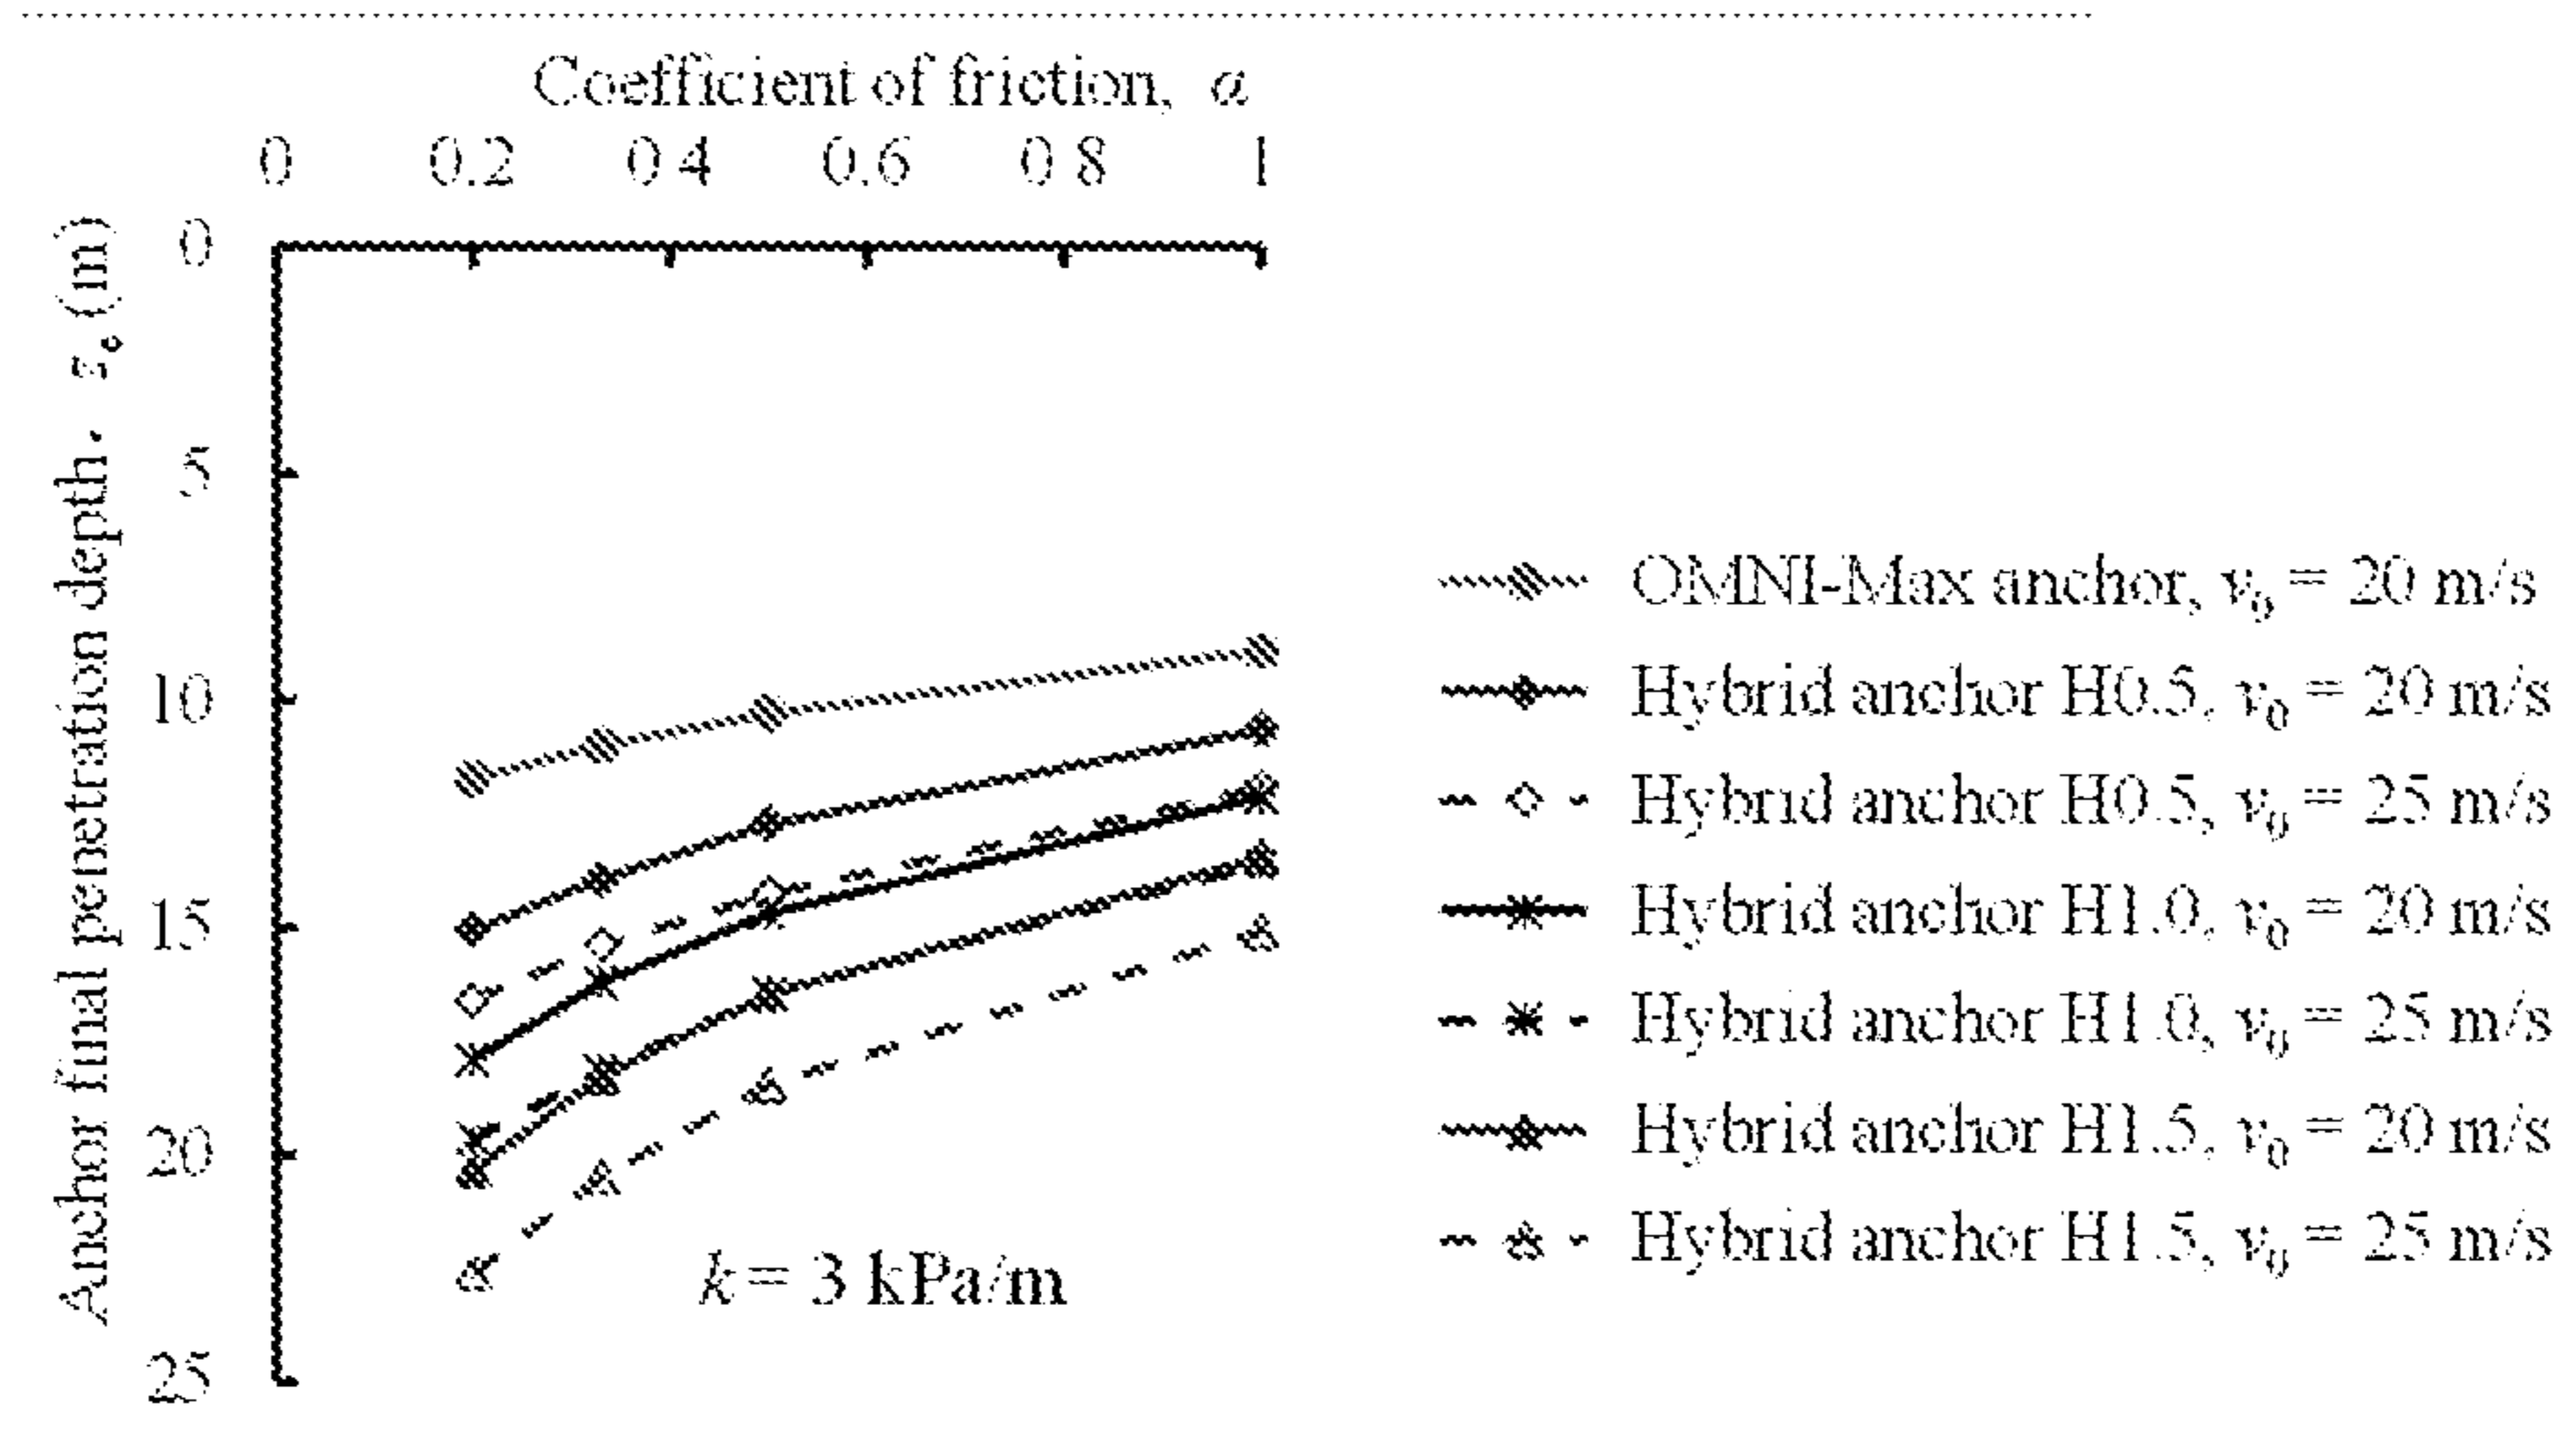 Coefficient of friction, α
0 0.2 0.4 0.6 0.8 1
Anchor final penetration depth, zₑ (m)
0
5
10
15
20
25
k = 3 kPa/m
OMNI-Max anchor, v₀ = 20 m/s
Hybrid anchor H0.5, v₀ = 20 m/s
Hybrid anchor H0.5, v₀ = 25 m/s
Hybrid anchor H1.0, v₀ = 20 m/s
Hybrid anchor H1.0, v₀ = 25 m/s
Hybrid anchor H1.5, v₀ = 20 m/s
Hybrid anchor H1.5, v₀ = 25 m/s